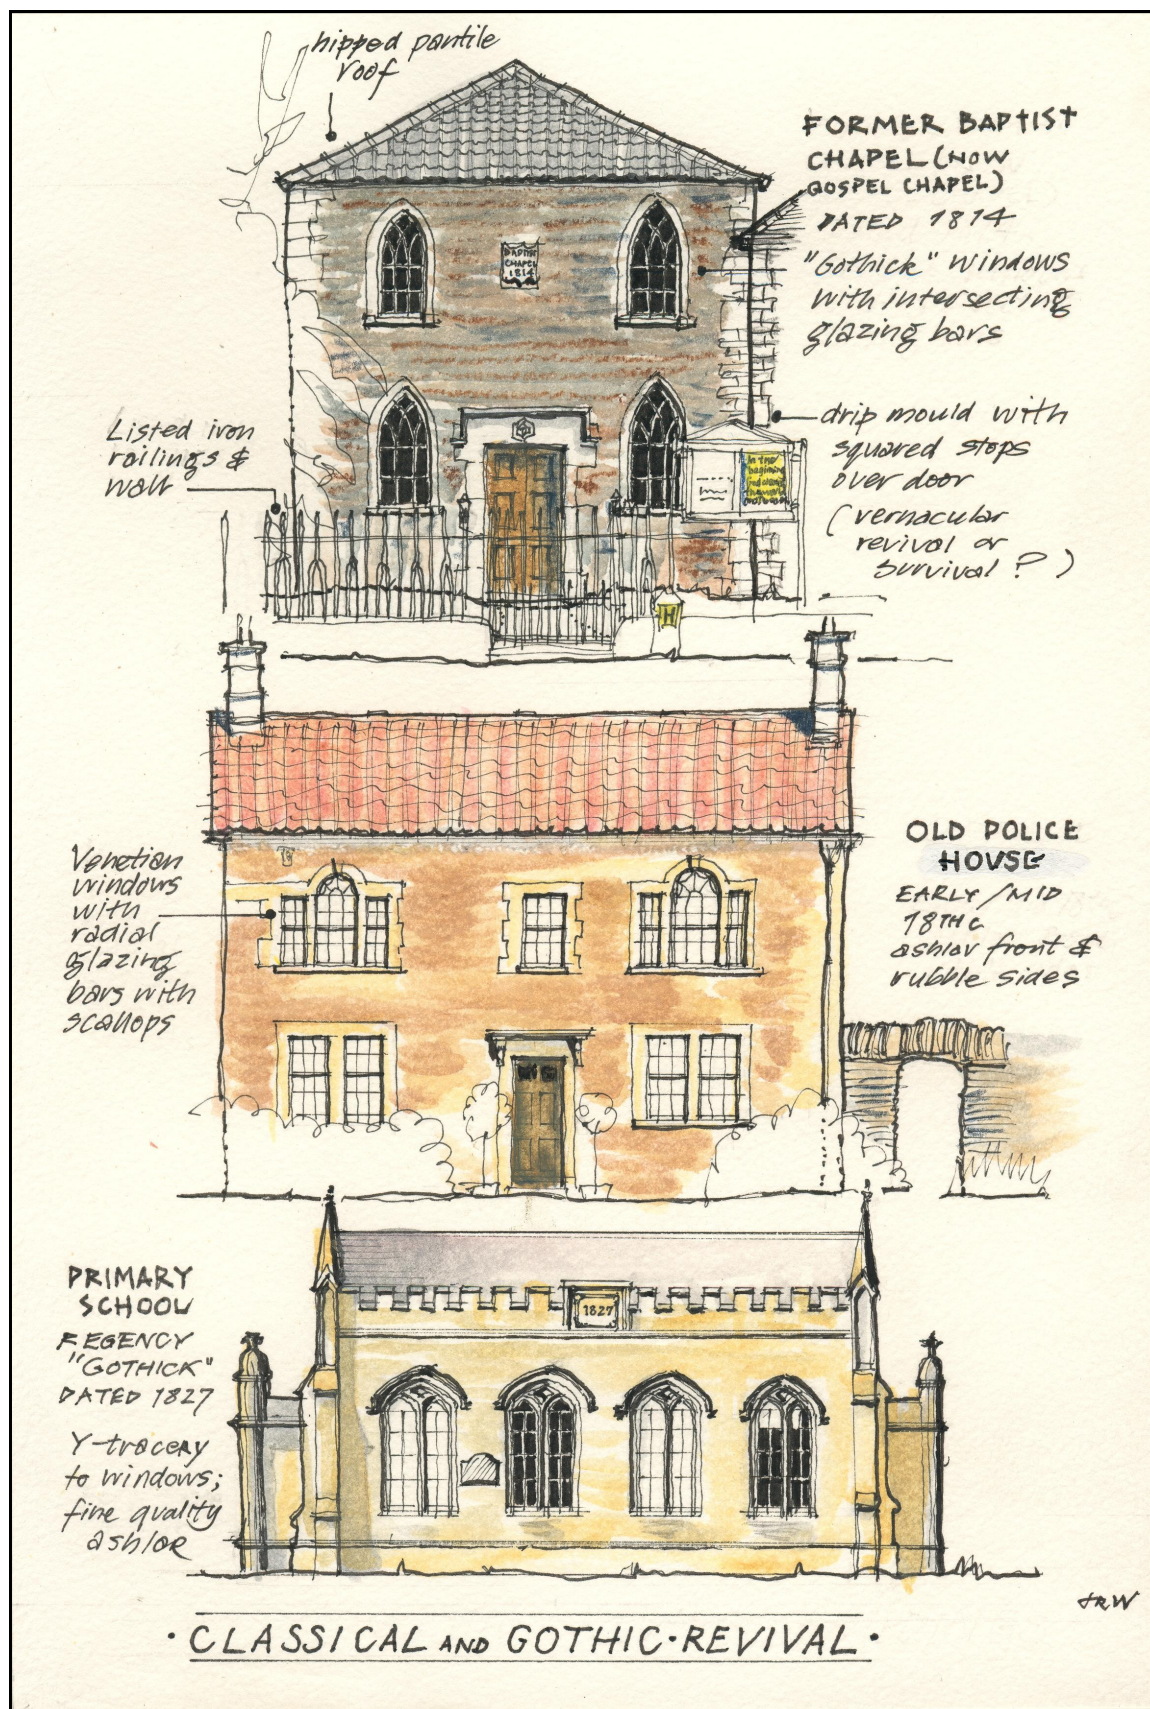 hipped pantile
roof
FORMER BAPTIST
CHAPEL (NOW
GOSPEL CHAPEL)
DATED 1814
"Gothick" windows
with intersecting
glazing bars
BAPTIST
CHAPEL
1814
Listed iron
railings &
wall
drip mould with
squared stops
over door
(vernacular
revival or
survival?)
In the
beginning
H
Venetian
windows
with
radial
glazing
bars with
scallops
OLD POLICE
HOUSE
EARLY/MID
18TH C
ashlar front &
rubble sides
PRIMARY
SCHOOL
REGENCY
"GOTHICK"
DATED 1827
Y-tracery
to windows;
fine quality
ashlar
1827
JRW
·CLASSICAL AND GOTHIC·REVIVAL·